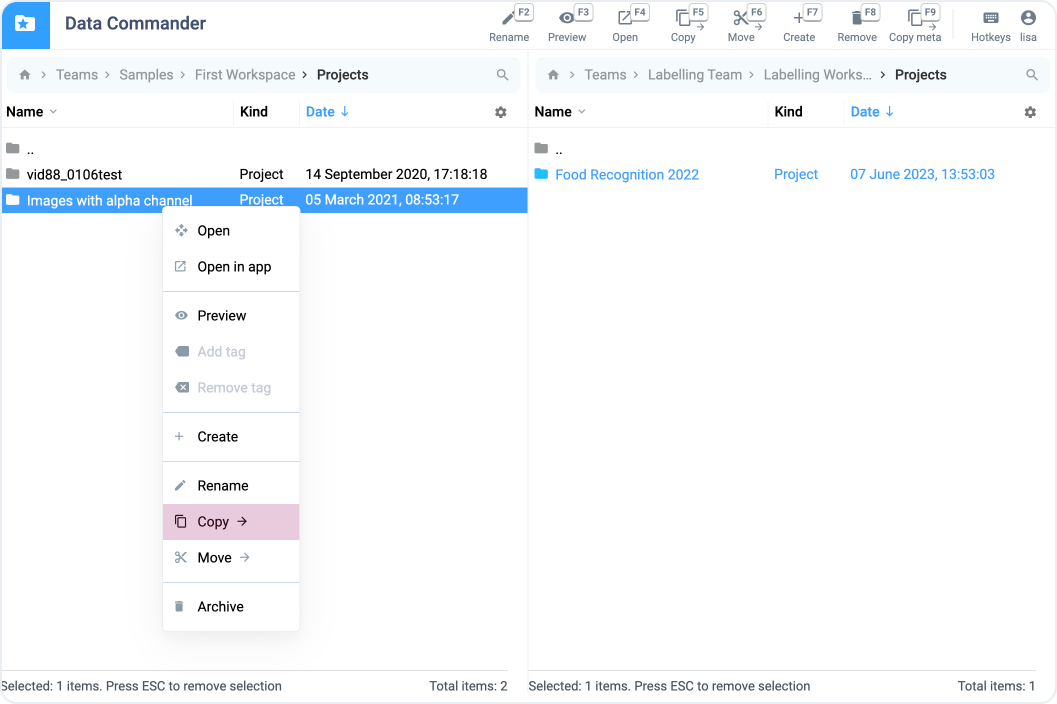 Data Commander
F2 F3 F4 F5 F6 F7 F8 F9
Rename Preview Open Copy Move Create Remove Copy meta Hotkeys lisa
Teams Samples First Workspace Projects
Name Kind Date
..
vid88_0106test Project 14 September 2020, 17:18:18
Images with alpha channel Project 05 March 2021, 08:53:17
Open
Open in app
Preview
Add tag
Remove tag
Create
Rename
Copy →
Move →
Archive
Selected: 1 items. Press ESC to remove selection Total items: 2
Teams Labelling Team Labelling Works... Projects
Name Kind Date
..
Food Recognition 2022 Project 07 June 2023, 13:53:03
Selected: 1 items. Press ESC to remove selection Total items: 1